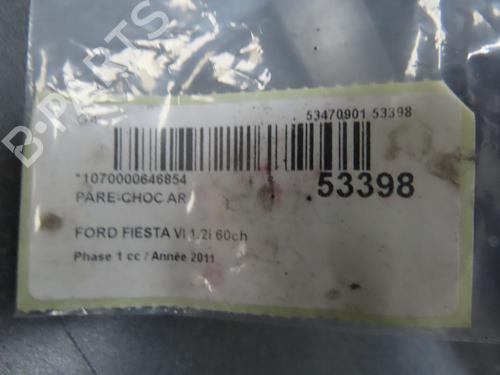 53470901 53398
*1070000646854
53398
PARE-CHOC AR
FORD FIESTA VI 1.2i 60ch
Phase 1 cc / Année 2011
B-PARTS